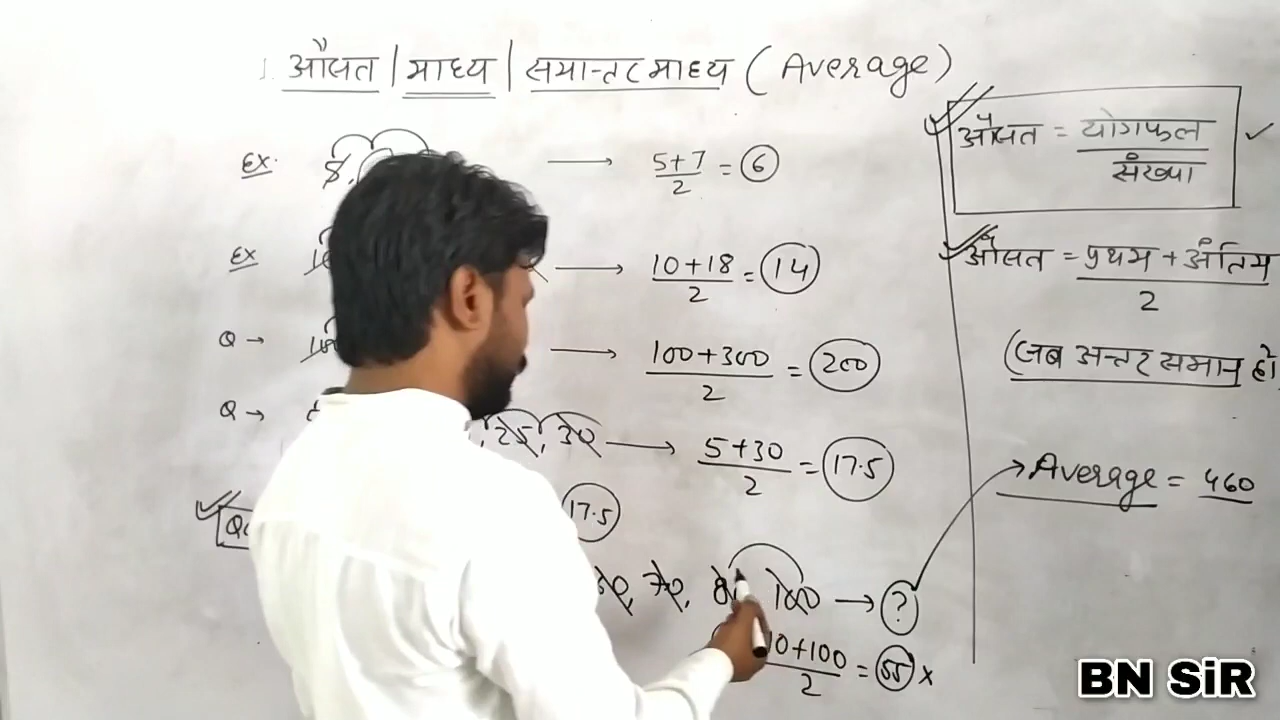 औसत | माध्य | समान्तर माध्य (Average)
Ex. 8, → 5+7/2 = 6
Ex → 10+18/2 = 14
Q → → 100+300/2 = 200
Q → , 25, 30 → 5+30/2 = 17.5
17.5
70, 100 → ?
10+100/2 = 55 ×
औसत = योगफल/संख्या ✓
औसत = प्रथम + अंतिम/2
(जब अन्तर समान हो
Average = 460
BN SiR